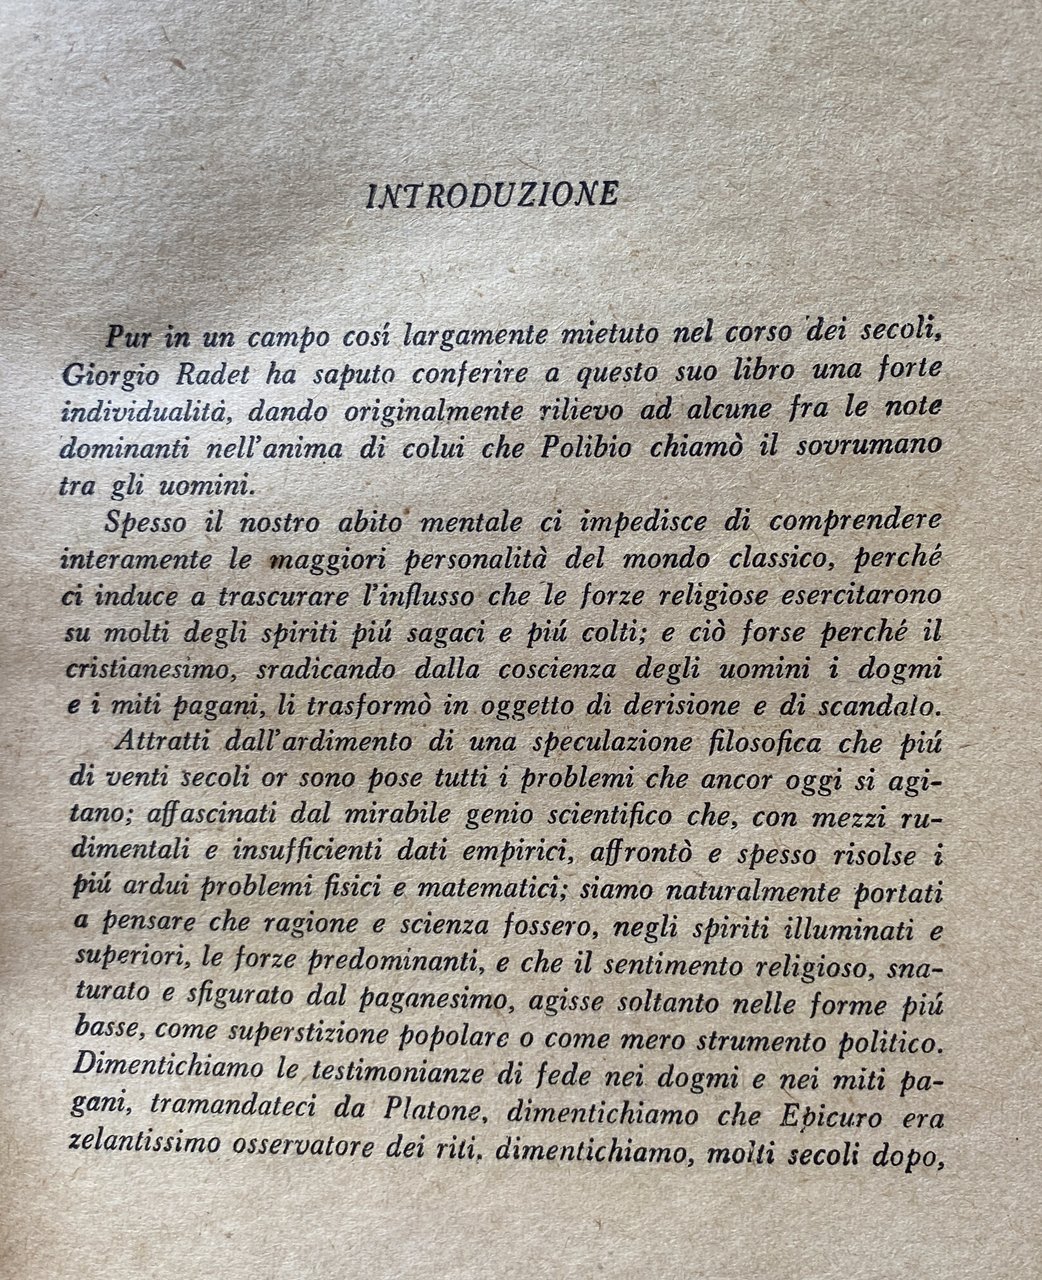 INTRODUZIONE
Pur in un campo cosí largamente mietuto nel corso dei secoli,
Giorgio Radet ha saputo conferire a questo suo libro una forte
individualità, dando originalmente rilievo ad alcune fra le note
dominanti nell'anima di colui che Polibio chiamò il sovrumano
tra gli uomini.
Spesso il nostro abito mentale ci impedisce di comprendere
interamente le maggiori personalità del mondo classico, perché
ci induce a trascurare l'influsso che le forze religiose esercitarono
su molti degli spiriti piú sagaci e piú colti; e ciò forse perché il
cristianesimo, sradicando dalla coscienza degli uomini i dogmi
e i miti pagani, li trasformò in oggetto di derisione e di scandalo.
Attratti dall'ardimento di una speculazione filosofica che piú
di venti secoli or sono pose tutti i problemi che ancor oggi si agi-
tano; affascinati dal mirabile genio scientifico che, con mezzi ru-
dimentali e insufficienti dati empirici, affrontò e spesso risolse i
piú ardui problemi fisici e matematici; siamo naturalmente portati
a pensare che ragione e scienza fossero, negli spiriti illuminati e
superiori, le forze predominanti, e che il sentimento religioso, sna-
turato e sfigurato dal paganesimo, agisse soltanto nelle forme piú
basse, come superstizione popolare o come mero strumento politico.
Dimentichiamo le testimonianze di fede nei dogmi e nei miti pa-
gani, tramandateci da Platone, dimentichiamo che Epicuro era
zelantissimo osservatore dei riti, dimentichiamo, molti secoli dopo,